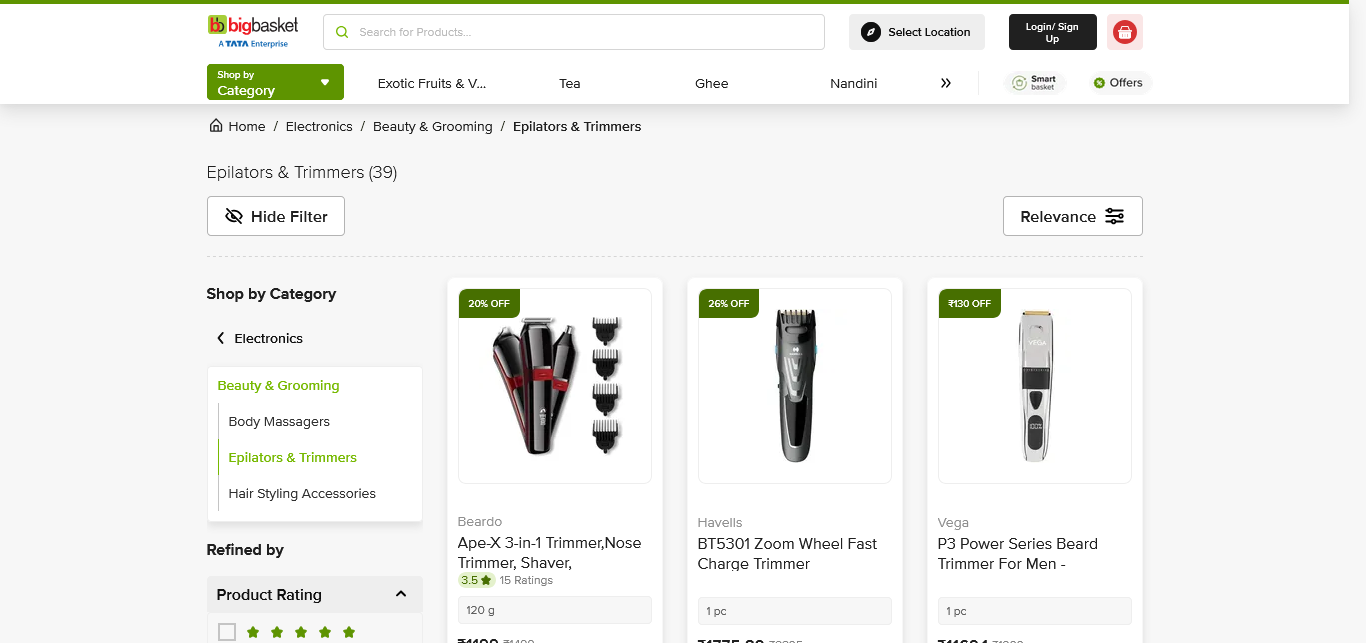 bb bigbasket
A TATA Enterprise
Search for Products...
Select Location
Login/ Sign
Up
Shop by
Category
Exotic Fruits & V...
Tea
Ghee
Nandini
Smart
basket
Offers
Home / Electronics / Beauty & Grooming / Epilators & Trimmers
Epilators & Trimmers (39)
Hide Filter
Relevance
Shop by Category
Electronics
Beauty & Grooming
Body Massagers
Epilators & Trimmers
Hair Styling Accessories
Refined by
Product Rating
20% OFF
Beardo
Ape-X 3-in-1 Trimmer,Nose
Trimmer, Shaver,
3.5 15 Ratings
120 g
26% OFF
Havells
BT5301 Zoom Wheel Fast
Charge Trimmer
1 pc
₹130 OFF
VEGA
100%
Vega
P3 Power Series Beard
Trimmer For Men -
1 pc